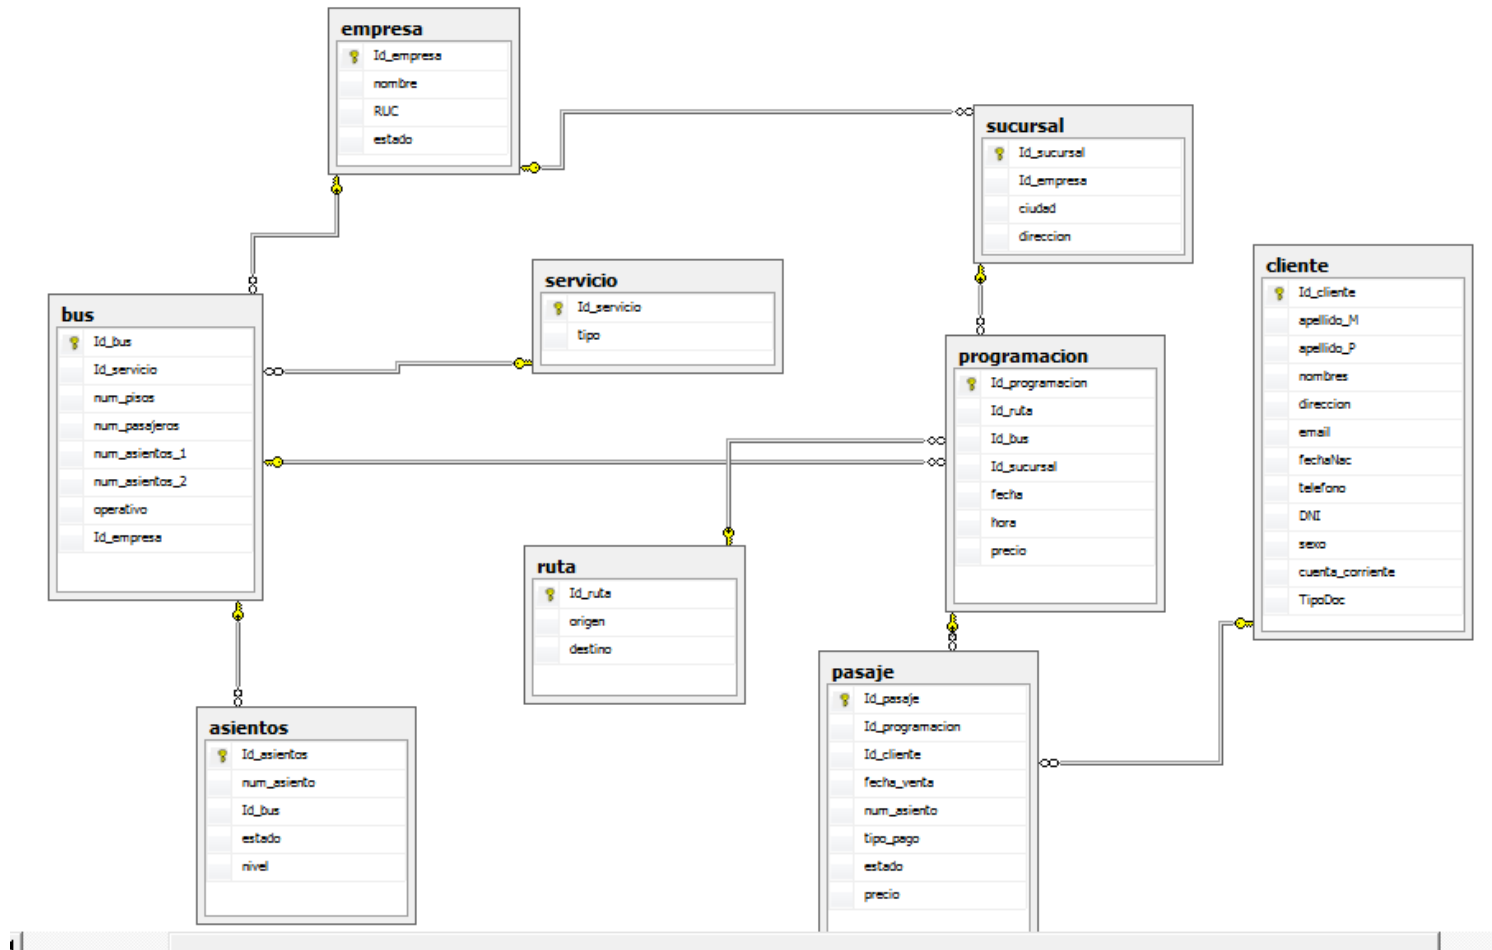 empresa
Id_empresa
nombre
RUC
estado
sucursal
Id_sucursal
Id_empresa
ciudad
direccion
servicio
Id_servicio
tipo
cliente
Id_cliente
apellido_M
apellido_P
nombres
direccion
email
fechaNac
telefono
DNI
sexo
cuenta_corriente
TipoDoc
bus
Id_bus
Id_servicio
num_pisos
num_pasajeros
num_asientos_1
num_asientos_2
operativo
Id_empresa
programacion
Id_programacion
Id_ruta
Id_bus
Id_sucursal
fecha
hora
precio
ruta
Id_ruta
origen
destino
pasaje
Id_pasaje
Id_programacion
Id_cliente
fecha_venta
num_asiento
tipo_pago
estado
precio
asientos
Id_asientos
num_asiento
Id_bus
estado
nivel